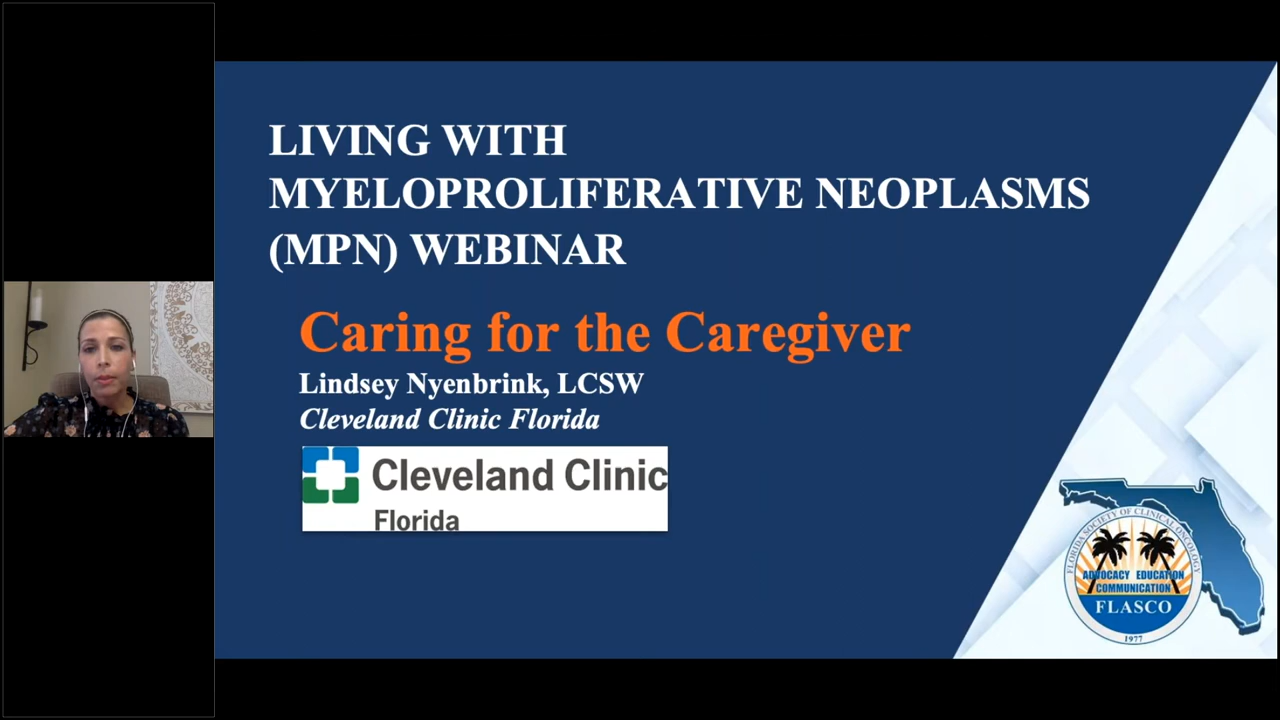 LIVING WITH
MYELOPROLIFERATIVE NEOPLASMS
(MPN) WEBINAR
Caring for the Caregiver
Lindsey Nyenbrink, LCSW
Cleveland Clinic Florida
Cleveland Clinic
Florida
FLORIDA SOCIETY OF CLINICAL ONCOLOGY
ADVOCACY EDUCATION
COMMUNICATION
FLASCO
1977